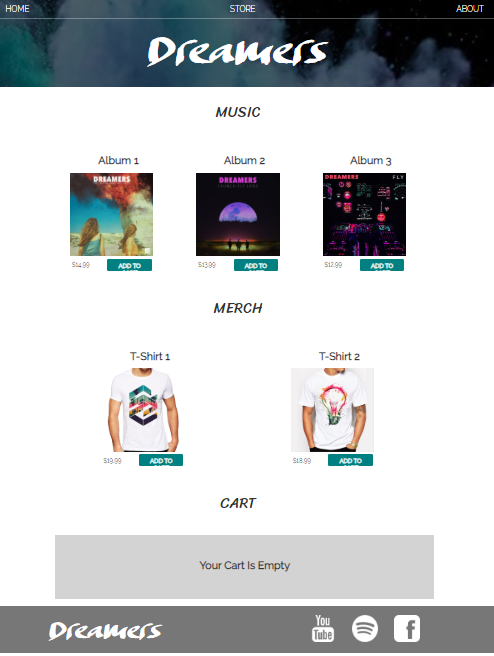 HOME STORE ABOUT
Dreamers
MUSIC
Album 1 Album 2 Album 3
DREAMERS DREAMERS DREAMERS FLY
$14.99 ADD TO $13.99 ADD TO $12.99 ADD TO
MERCH
T-Shirt 1 T-Shirt 2
$19.99 ADD TO $18.99 ADD TO
CART
Your Cart Is Empty
Dreamers You Tube